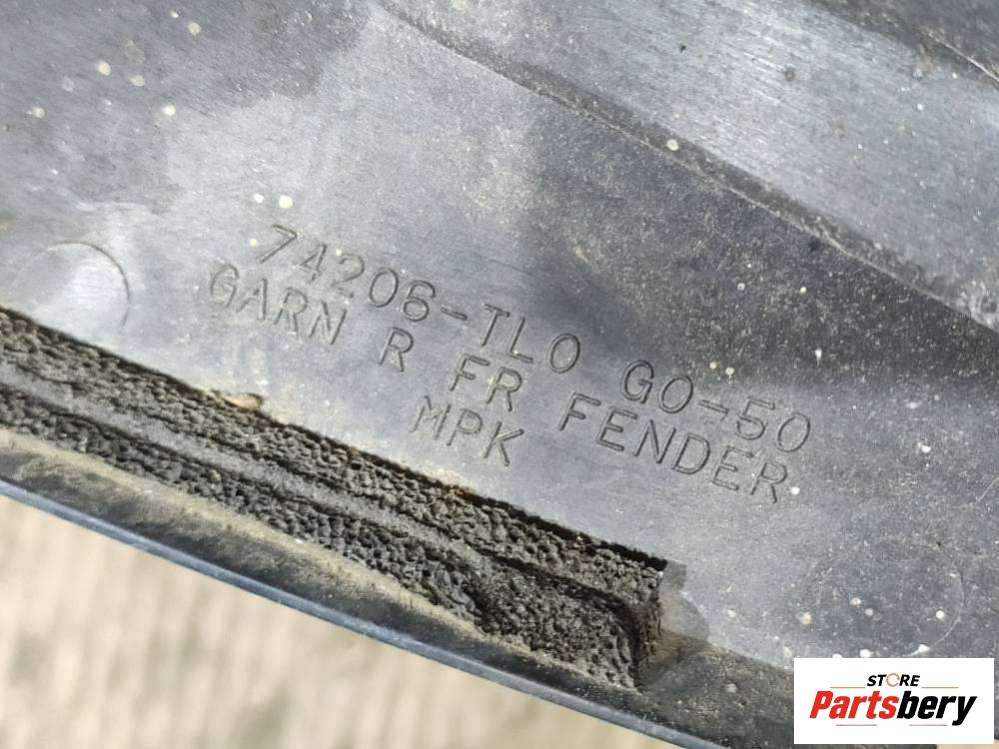 74206-TL0 G0-50
GARN R FR FENDER
MPK
STORE
Partsbery